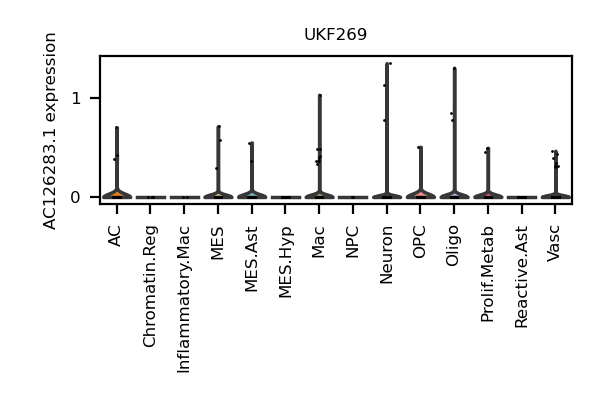 UKF269
AC126283.1 expression
1
0
AC
Chromatin.Reg
Inflammatory.Mac
MES
MES.Ast
MES.Hyp
Mac
NPC
Neuron
OPC
Oligo
Prolif.Metab
Reactive.Ast
Vasc